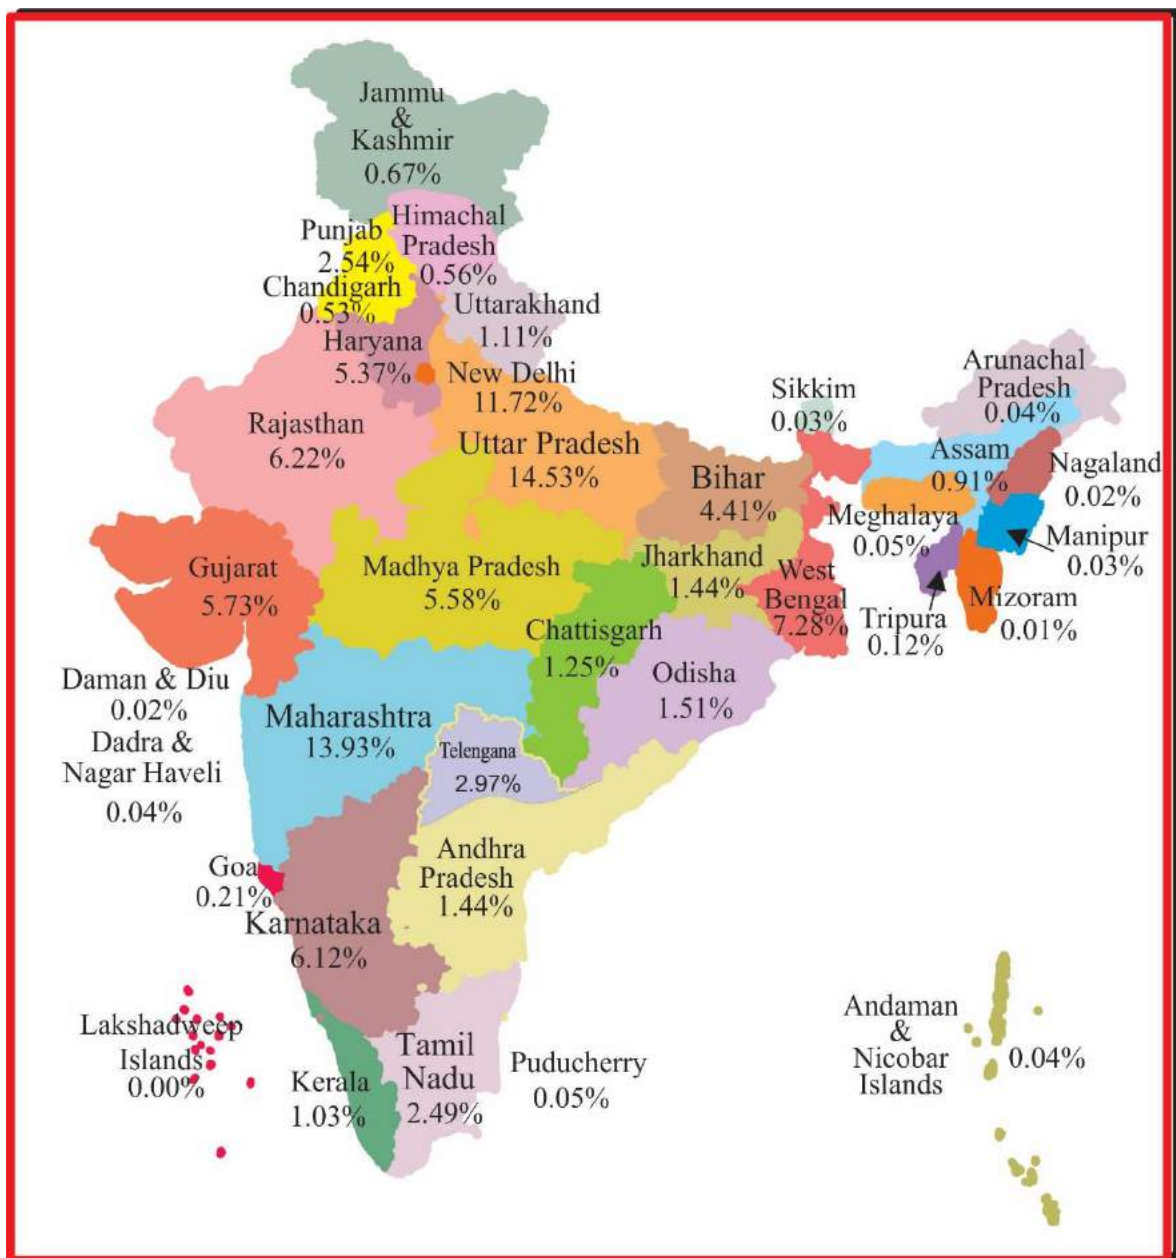 Jammu
&
Kashmir
0.67%
Himachal
Pradesh
0.56%
Punjab
2.54%
Chandigarh
0.53%
Uttarakhand
1.11%
Haryana
5.37%
New Delhi
11.72%
Rajasthan
6.22%
Uttar Pradesh
14.53%
Sikkim
0.03%
Arunachal
Pradesh
0.04%
Assam
0.91%
Nagaland
0.02%
Bihar
4.41%
Meghalaya
0.05%
Manipur
0.03%
Gujarat
5.73%
Madhya Pradesh
5.58%
Jharkhand
1.44%
West
Bengal
7.28%
Tripura
0.12%
Mizoram
0.01%
Chattisgarh
1.25%
Odisha
1.51%
Daman & Diu
0.02%
Dadra &
Nagar Haveli
0.04%
Maharashtra
13.93%
Telengana
2.97%
Andhra
Pradesh
1.44%
Goa
0.21%
Karnataka
6.12%
Lakshadweep
Islands
0.00%
Kerala
1.03%
Tamil
Nadu
2.49%
Puducherry
0.05%
Andaman
&
Nicobar
Islands
0.04%